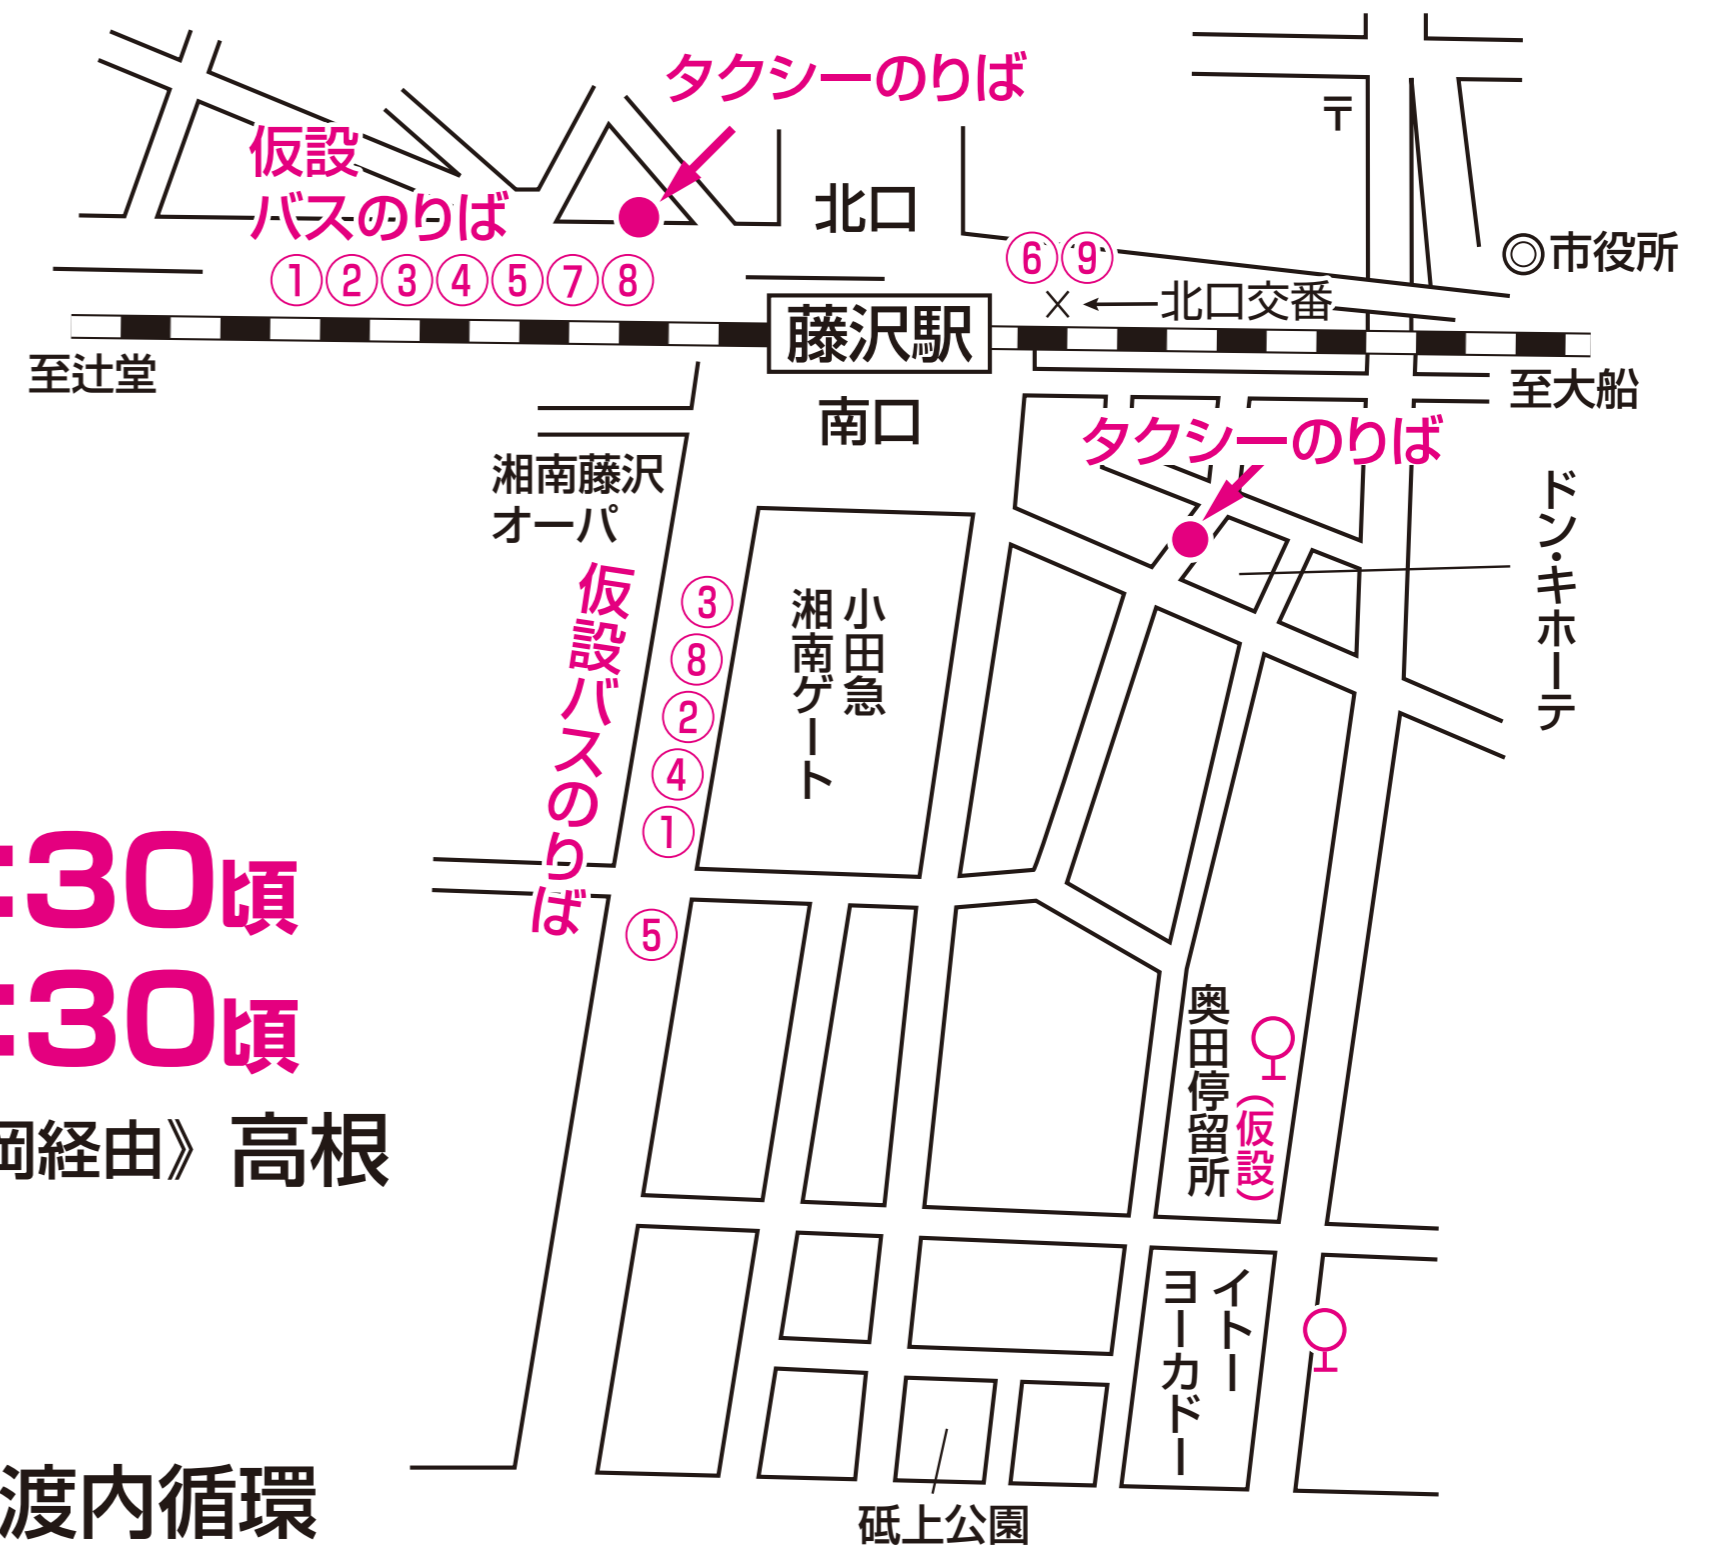 タクシーのりば
仮設
バスのりば
①②③④⑤⑦⑧
北口
⑥⑨
〒
◎市役所
北口交番
藤沢駅
至辻堂
至大船
南口
タクシーのりば
湘南藤沢
オーパ
ドン・キホーテ
仮設バスのりば
③
⑧
②
④
①
⑤
小田急
湘南ゲート
:30頃
:30頃
岡経由》高根
奥田停留所
(仮設)
イトー
ヨーカドー
渡内循環
砥上公園